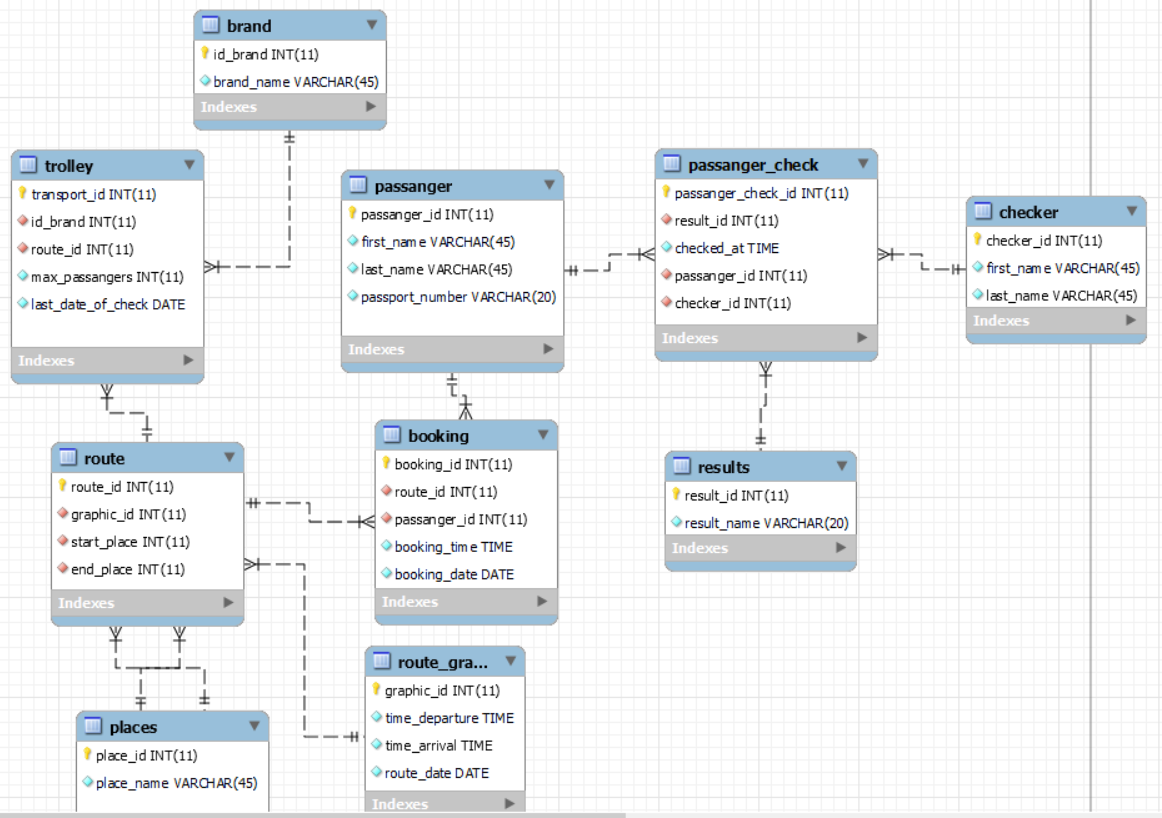 brand
id_brand INT(11)
brand_name VARCHAR(45)
Indexes
trolley
transport_id INT(11)
id_brand INT(11)
route_id INT(11)
max_passangers INT(11)
last_date_of_check DATE
Indexes
passanger
passanger_id INT(11)
first_name VARCHAR(45)
last_name VARCHAR(45)
passport_number VARCHAR(20)
Indexes
passanger_check
passanger_check_id INT(11)
result_id INT(11)
checked_at TIME
passanger_id INT(11)
checker_id INT(11)
Indexes
checker
checker_id INT(11)
first_name VARCHAR(45)
last_name VARCHAR(45)
Indexes
route
route_id INT(11)
graphic_id INT(11)
start_place INT(11)
end_place INT(11)
Indexes
booking
booking_id INT(11)
route_id INT(11)
passanger_id INT(11)
booking_time TIME
booking_date DATE
Indexes
results
result_id INT(11)
result_name VARCHAR(20)
Indexes
places
place_id INT(11)
place_name VARCHAR(45)
route_gra...
graphic_id INT(11)
time_departure TIME
time_arrival TIME
route_date DATE
Indexes